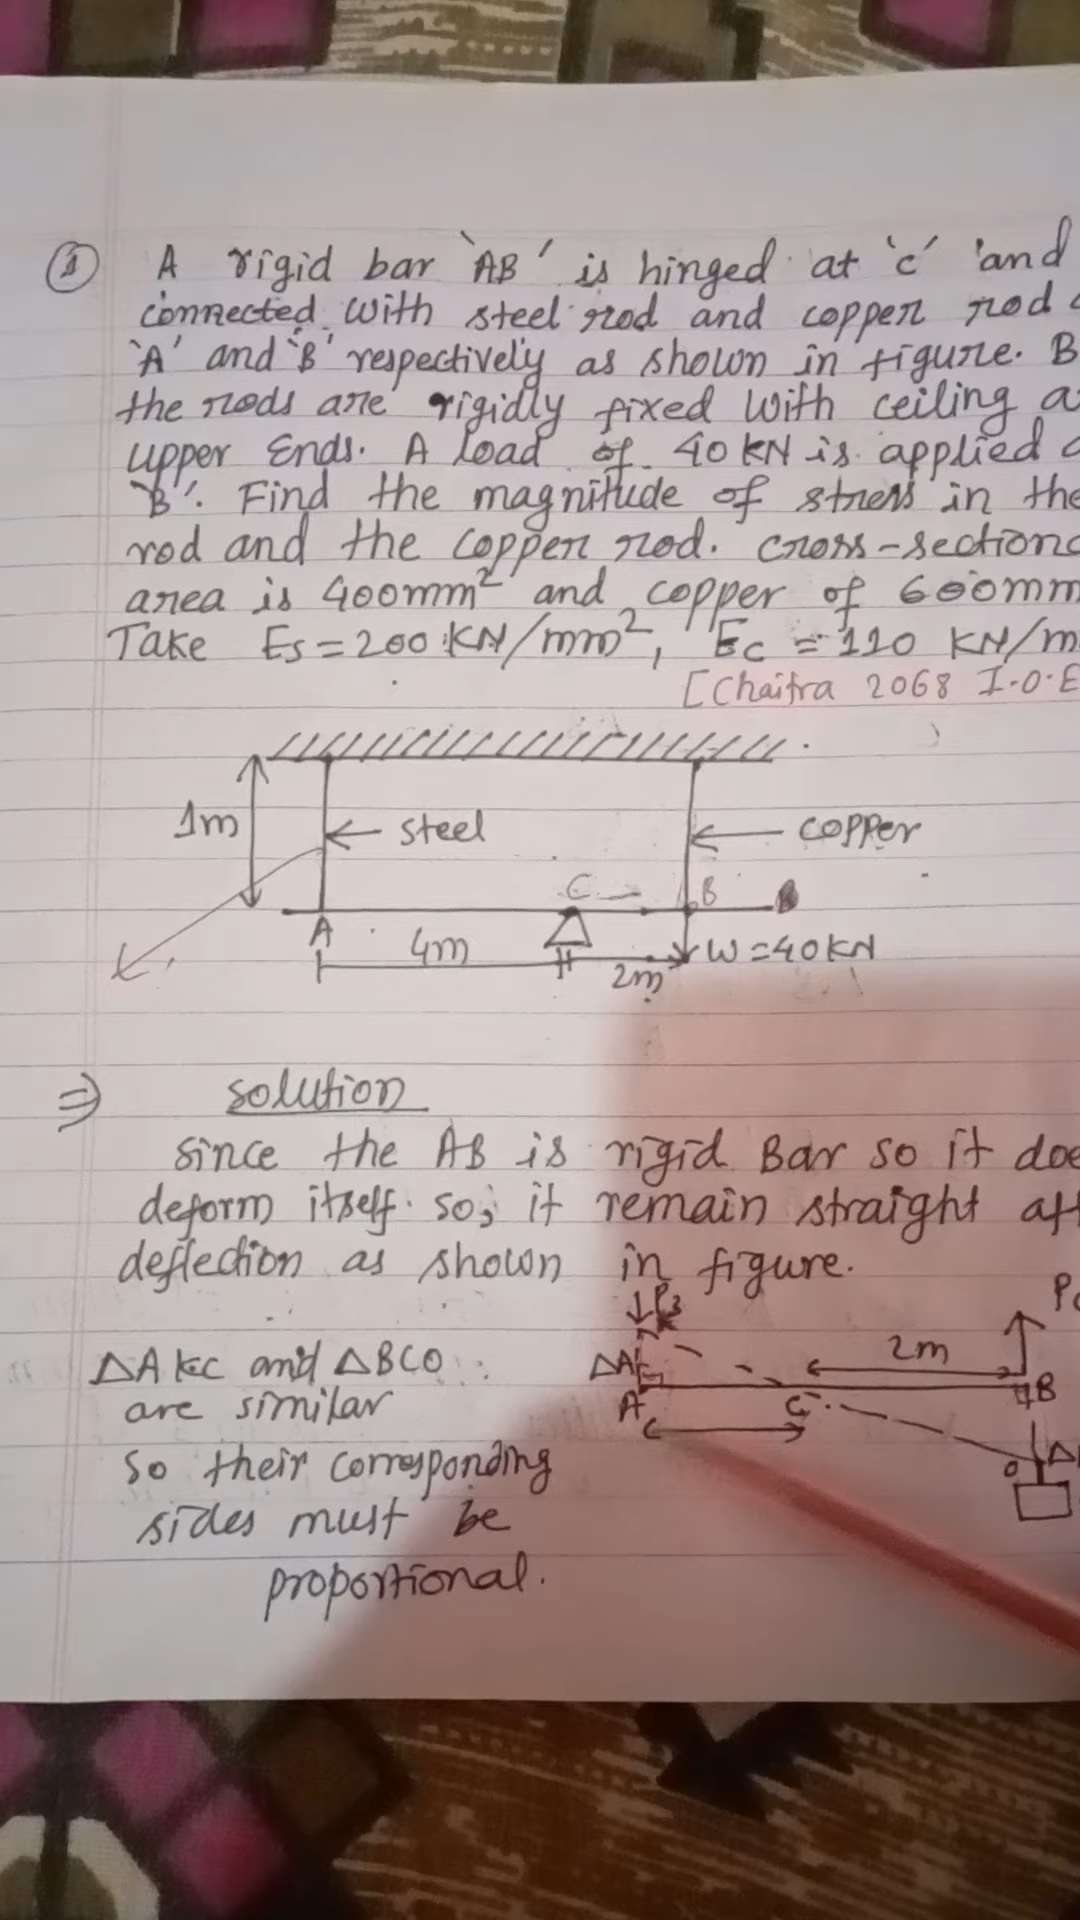 ① A rigid bar `AB' is hinged at 'c' 'and
connected with steel rod and copper rod
`A' and `B' respectively as shown in figure. B
the rods are rigidly fixed with ceiling a
upper Ends. A load of 40 KN is applied
`B'. Find the magnitude of stress in the
rod and the copper rod. cross-section
area is 400mm² and copper of 600mm
Take Es = 200 KN/mm², Ec = 110 KN/m
[Chaitra 2068 I.O.E
1m
steel
copper
C
B
B
A
4m
W = 40KN
2m
⇒ solution
since the AB is rigid Bar so it doe
deform itself. so, it remain straight aft
deflection as shown in figure.
P
2m
ΔAkc and ΔBCO
ΔA
A
C
B
are similar
so their corresponding
o
Δ
sides must be
proportional.